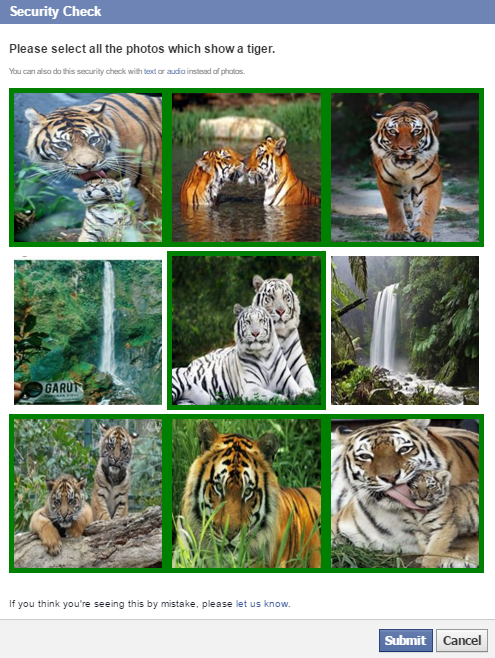 Security Check
Please select all the photos which show a tiger.
You can also do this security check with text or audio instead of photos.
GARUT
If you think you're seeing this by mistake, please let us know.
Submit Cancel